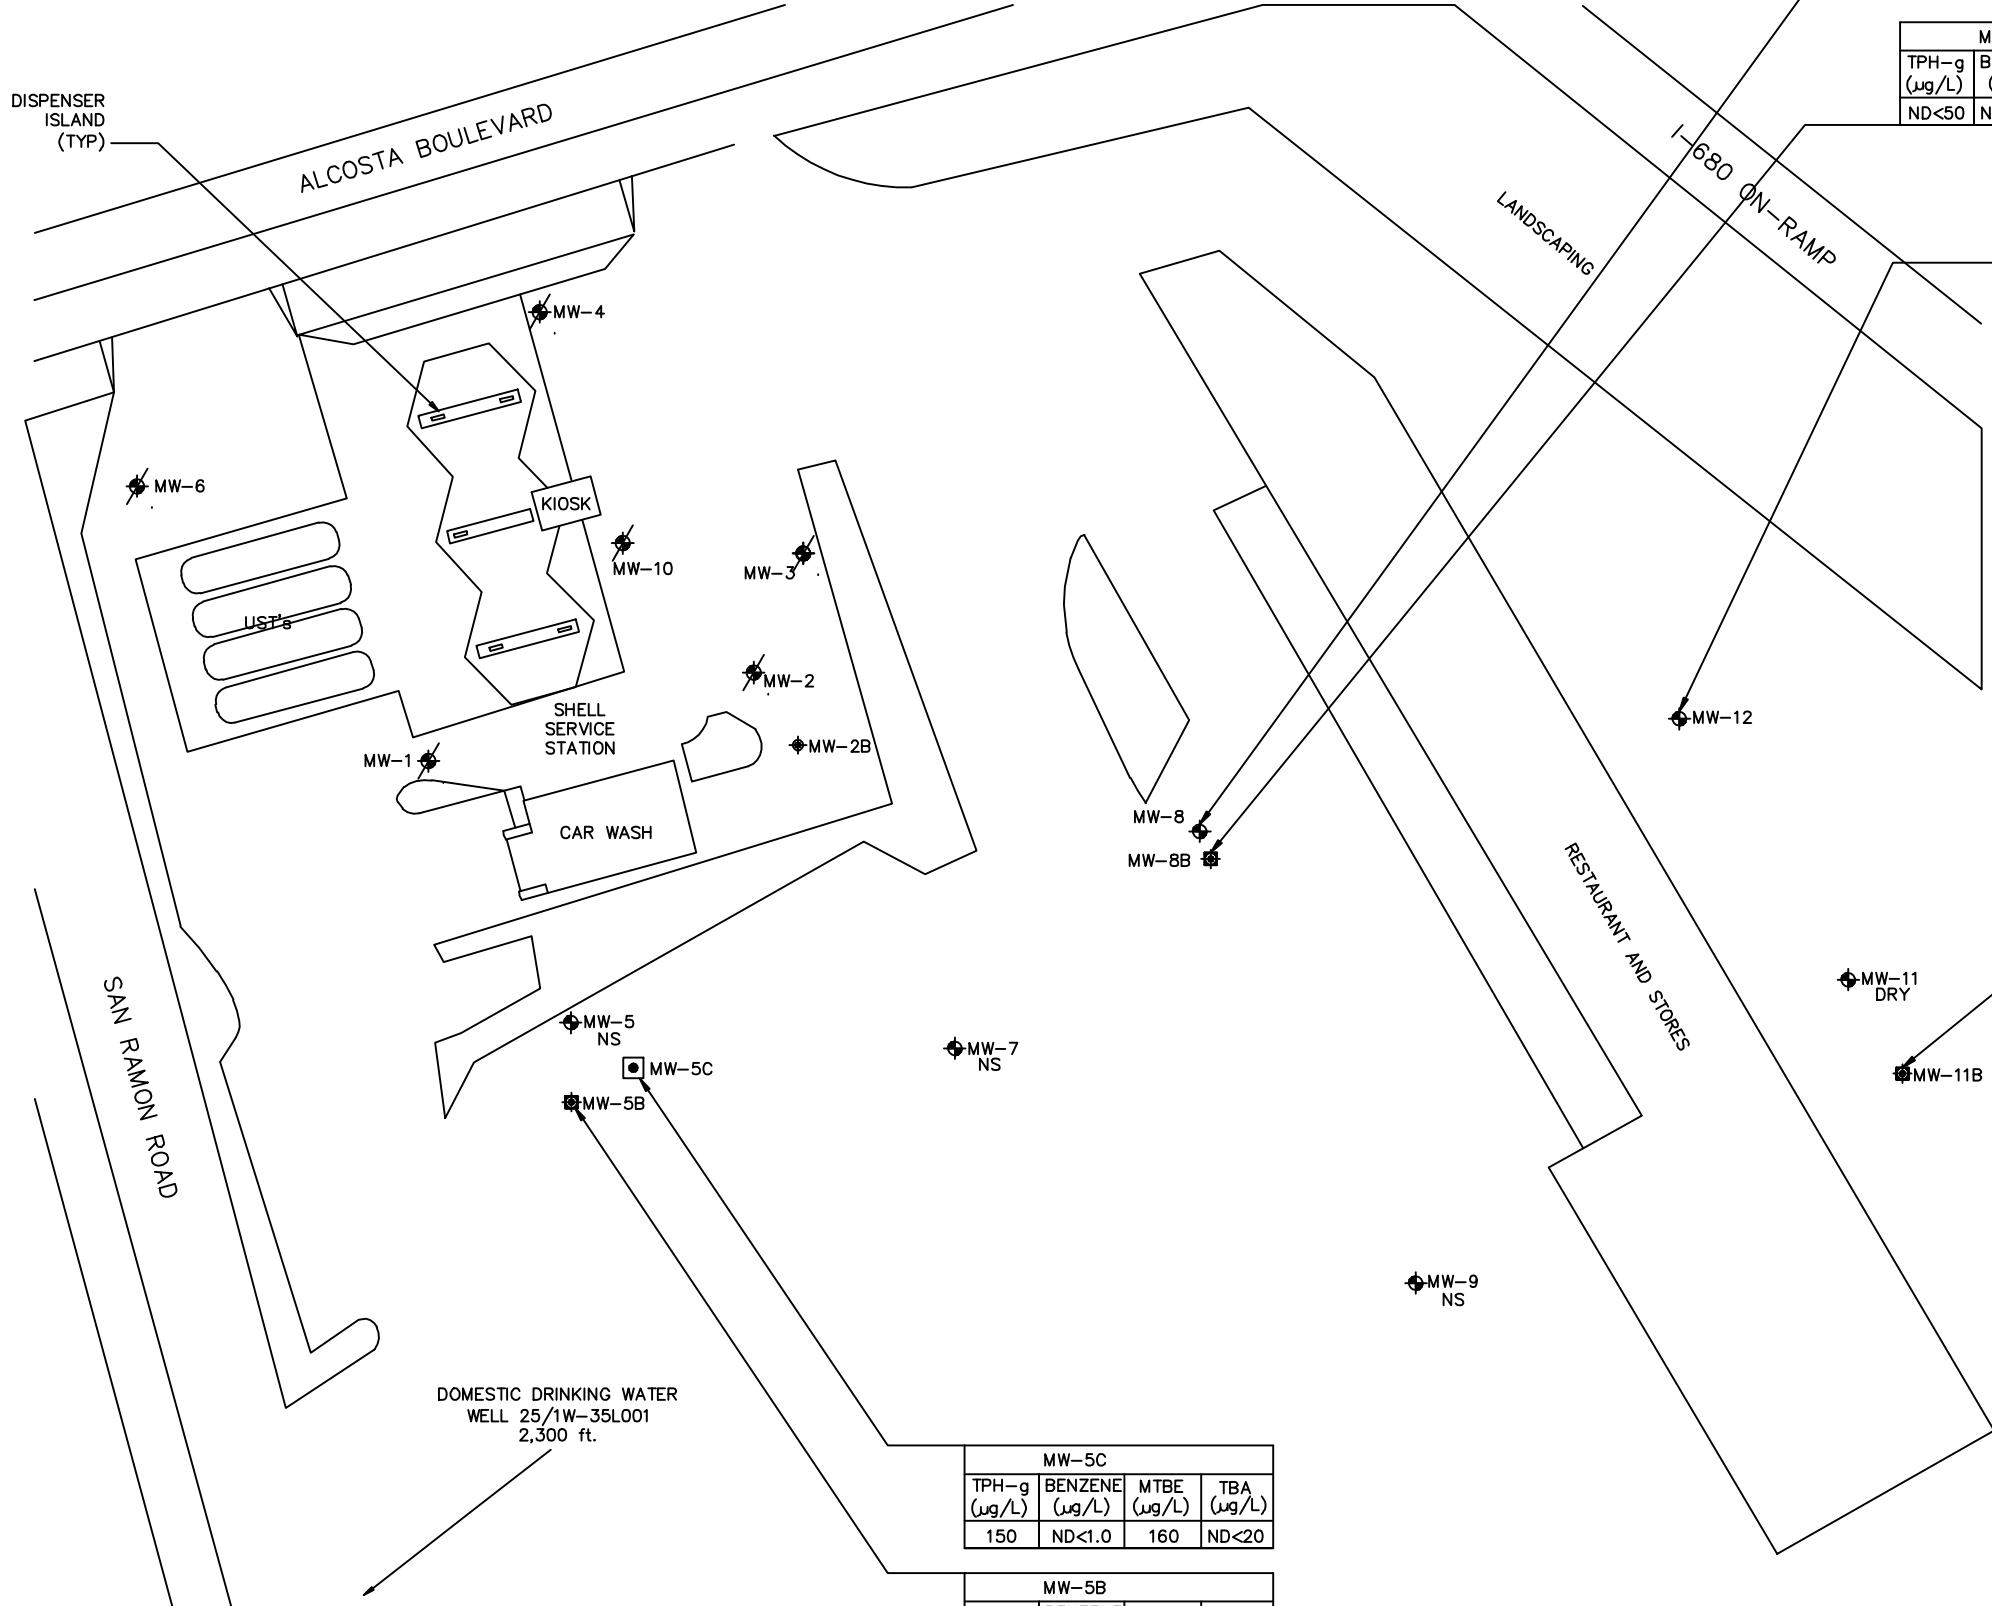 DISPENSER
ISLAND
(TYP)
ALCOSTA BOULEVARD
I-680 ON-RAMP
LANDSCAPING
M
TPH-g
(µg/L)
ND<50
MW-4
MW-6
KIOSK
MW-10
MW-3
UST's
MW-2
SHELL
SERVICE
STATION
MW-2B
MW-1
CAR WASH
MW-12
MW-8
MW-8B
RESTAURANT AND STORES
MW-11
DRY
MW-11B
SAN RAMON ROAD
MW-5
NS
MW-5C
MW-5B
MW-7
NS
MW-9
NS
DOMESTIC DRINKING WATER
WELL 25/1W-35L001
2,300 ft.
MW-5C
TPH-g BENZENE MTBE TBA
(µg/L) (µg/L) (µg/L) (µg/L)
150 ND<1.0 160 ND<20
MW-5B